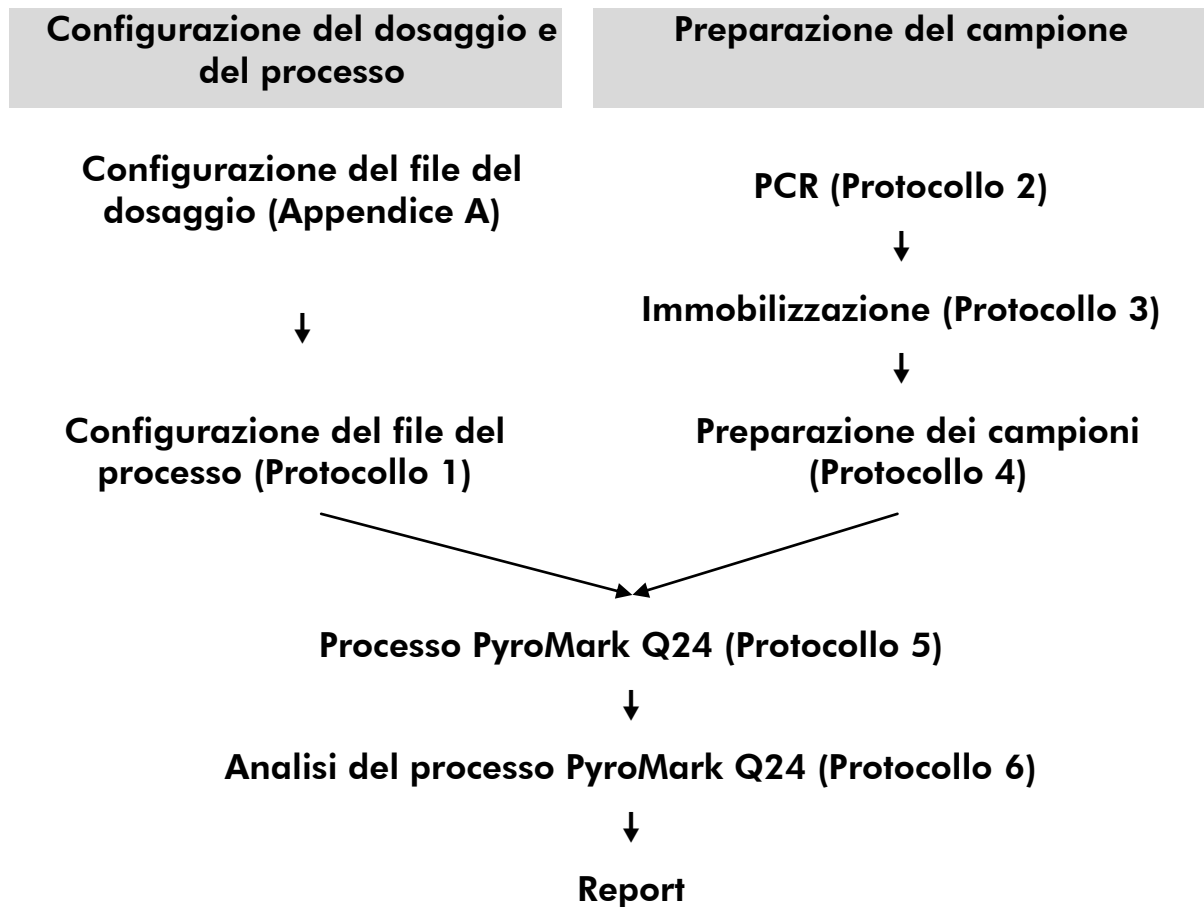 Configurazione del dosaggio e
del processo
Preparazione del campione
Configurazione del file del
dosaggio (Appendice A)
PCR (Protocollo 2)
Immobilizzazione (Protocollo 3)
Configurazione del file del
processo (Protocollo 1)
Preparazione dei campioni
(Protocollo 4)
Processo PyroMark Q24 (Protocollo 5)
Analisi del processo PyroMark Q24 (Protocollo 6)
Report